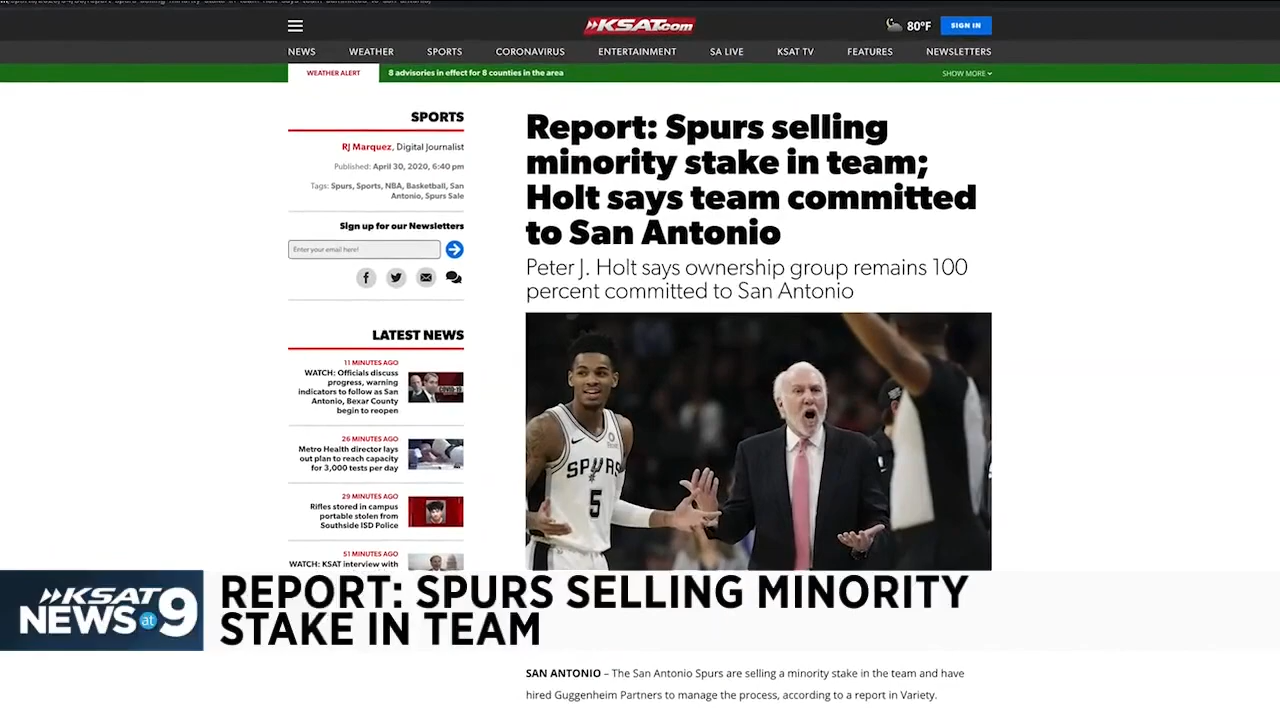 KSAT.com
80°F
SIGN IN
NEWS WEATHER SPORTS CORONAVIRUS ENTERTAINMENT SA LIVE KSAT TV FEATURES NEWSLETTERS
WEATHER ALERT 8 advisories in effect for 8 counties in the area SHOW MORE
SPORTS
RJ Marquez, Digital Journalist
Published: April 30, 2020, 6:40 pm
Tags: Spurs, Sports, NBA, Basketball, San
Antonio, Spurs Sale
Sign up for our Newsletters
Enter your email here!
LATEST NEWS
11 MINUTES AGO
WATCH: Officials discuss
progress, warning
indicators to follow as San
Antonio, Bexar County
begin to reopen
COVID-19
26 MINUTES AGO
Metro Health director lays
out plan to reach capacity
for 3,000 tests per day
29 MINUTES AGO
Rifles stored in campus
portable stolen from
Southside ISD Police
51 MINUTES AGO
WATCH: KSAT interview with
Report: Spurs selling
minority stake in team;
Holt says team committed
to San Antonio
Peter J. Holt says ownership group remains 100
percent committed to San Antonio
SPURS
5
KSAT
NEWS at 9
REPORT: SPURS SELLING MINORITY
STAKE IN TEAM
SAN ANTONIO – The San Antonio Spurs are selling a minority stake in the team and have
hired Guggenheim Partners to manage the process, according to a report in Variety.